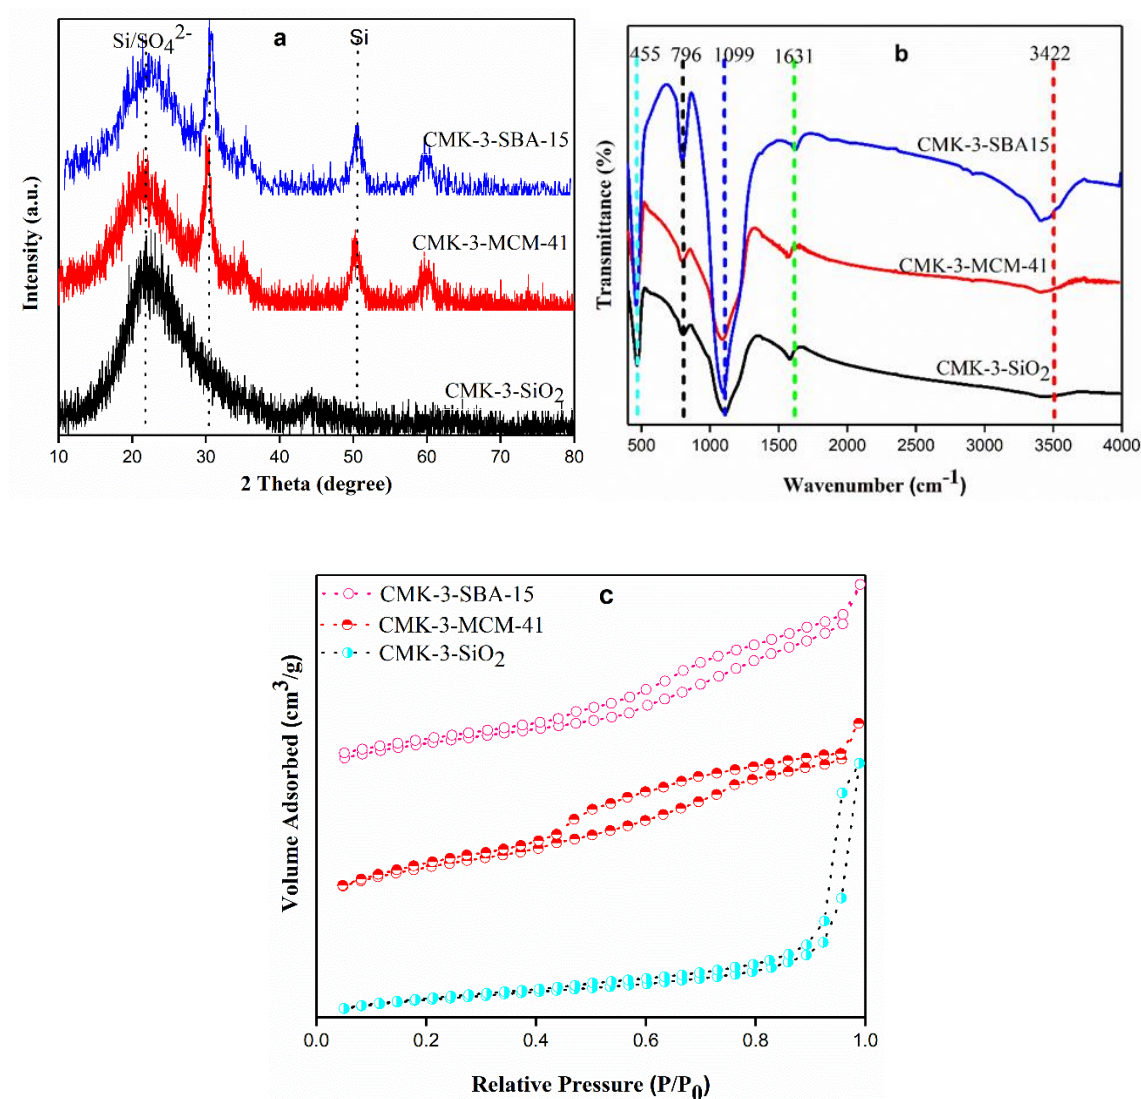 Si/SO4^2-
a
Si
CMK-3-SBA-15
CMK-3-MCM-41
CMK-3-SiO2
Intensity (a.u.)
10 20 30 40 50 60 70 80
2 Theta (degree)
455 796 1099 1631 b 3422
CMK-3-SBA15
CMK-3-MCM-41
CMK-3-SiO2
Transmittance (%)
500 1000 1500 2000 2500 3000 3500 4000
Wavenumber (cm^-1)
CMK-3-SBA-15 c
CMK-3-MCM-41
CMK-3-SiO2
Volume Adsorbed (cm^3/g)
0.0 0.2 0.4 0.6 0.8 1.0
Relative Pressure (P/P0)